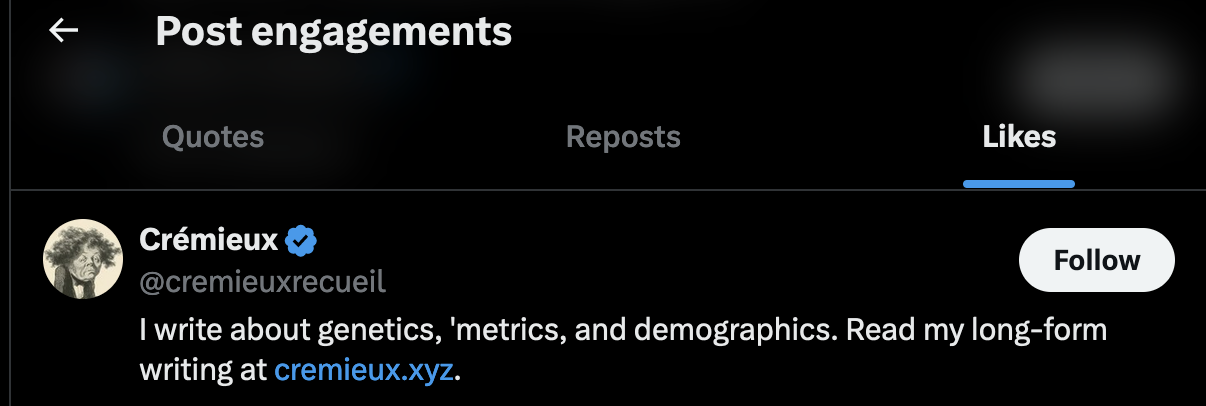 Post engagements
Quotes Reposts Likes
Crémieux
@cremieuxrecueil
Follow
I write about genetics, 'metrics, and demographics. Read my long-form
writing at cremieux.xyz.